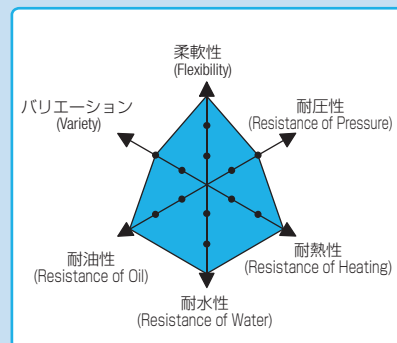 柔軟性
(Flexibility)
バリエーション
(Variety)
耐圧性
(Resistance of Pressure)
耐油性
(Resistance of Oil)
耐熱性
(Resistance of Heating)
耐水性
(Resistance of Water)